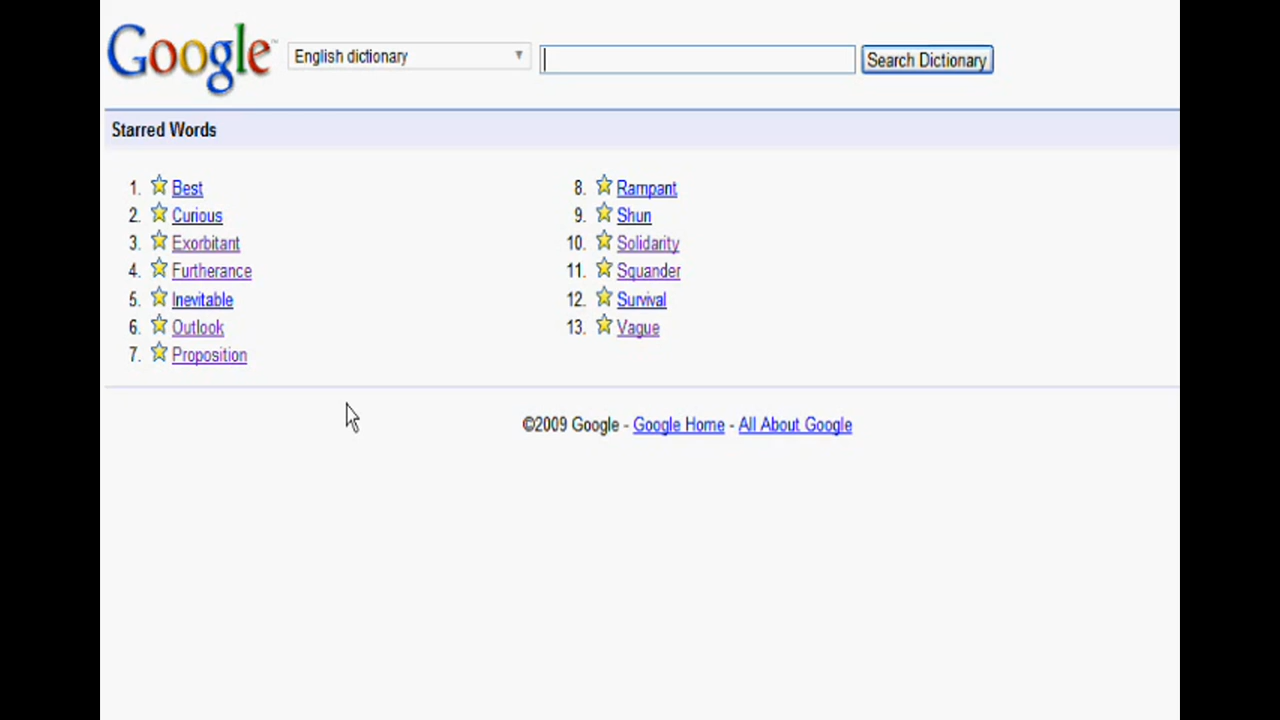 Google™ English dictionary Search Dictionary
Starred Words
1. Best
2. Curious
3. Exorbitant
4. Furtherance
5. Inevitable
6. Outlook
7. Proposition
8. Rampant
9. Shun
10. Solidarity
11. Squander
12. Survival
13. Vague
©2009 Google - Google Home - All About Google